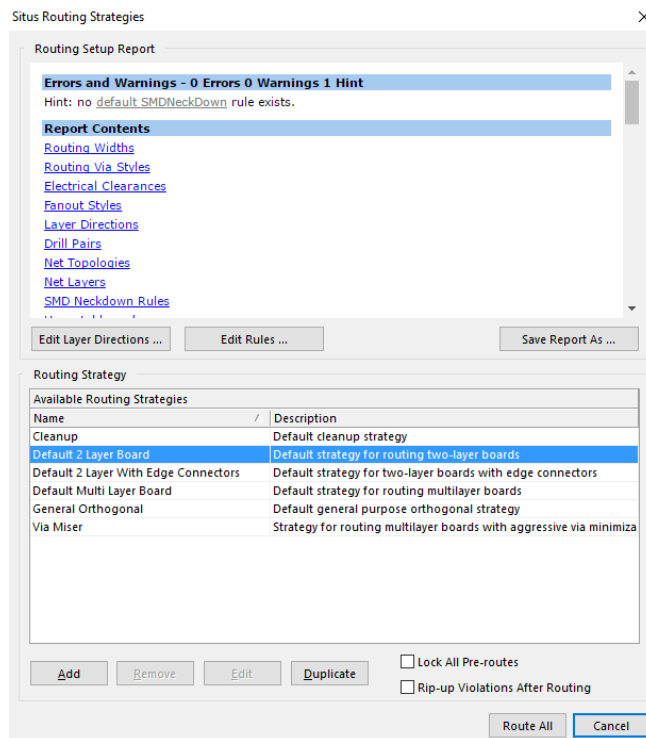 Situs Routing Strategies
Routing Setup Report
Errors and Warnings - 0 Errors 0 Warnings 1 Hint
Hint: no default SMDNeckDown rule exists.
Report Contents
Routing Widths
Routing Via Styles
Electrical Clearances
Fanout Styles
Layer Directions
Drill Pairs
Net Topologies
Net Layers
SMD Neckdown Rules
Edit Layer Directions ... Edit Rules ... Save Report As ...
Routing Strategy
Available Routing Strategies
Name Description
Cleanup Default cleanup strategy
Default 2 Layer Board Default strategy for routing two-layer boards
Default 2 Layer With Edge Connectors Default strategy for two-layer boards with edge connectors
Default Multi Layer Board Default strategy for routing multilayer boards
General Orthogonal Default general purpose orthogonal strategy
Via Miser Strategy for routing multilayer boards with aggressive via minimiza
Add Remove Edit Duplicate
Lock All Pre-routes
Rip-up Violations After Routing
Route All Cancel